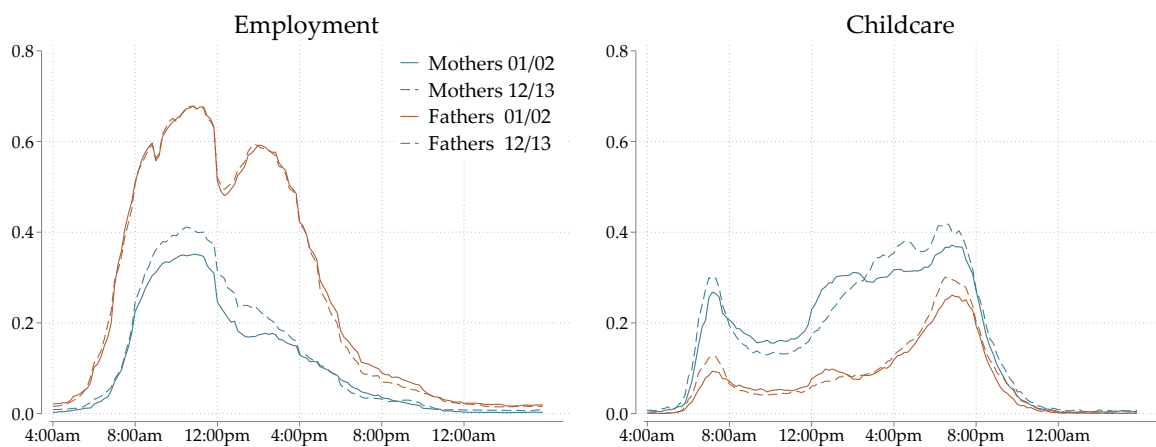 Employment
0.8
0.6
0.4
0.2
0.0
4:00am 8:00am 12:00pm 4:00pm 8:00pm 12:00am
Mothers 01/02
Mothers 12/13
Fathers 01/02
Fathers 12/13
Childcare
0.8
0.6
0.4
0.2
0.0
4:00am 8:00am 12:00pm 4:00pm 8:00pm 12:00am